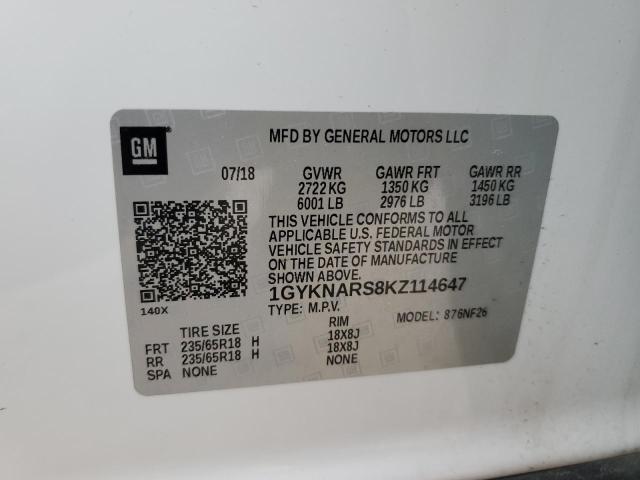 GM
MFD BY GENERAL MOTORS LLC
07/18 GVWR GAWR FRT GAWR RR
2722 KG 1350 KG 1450 KG
6001 LB 2976 LB 3196 LB
THIS VEHICLE CONFORMS TO ALL
APPLICABLE U.S. FEDERAL MOTOR
VEHICLE SAFETY STANDARDS IN EFFECT
ON THE DATE OF MANUFACTURE
SHOWN ABOVE.
1GYKNARS8KZ114647
140X
TYPE: M.P.V. MODEL: 876NF26
TIRE SIZE RIM
FRT 235/65R18 H 18X8J
RR 235/65R18 H 18X8J
SPA NONE NONE